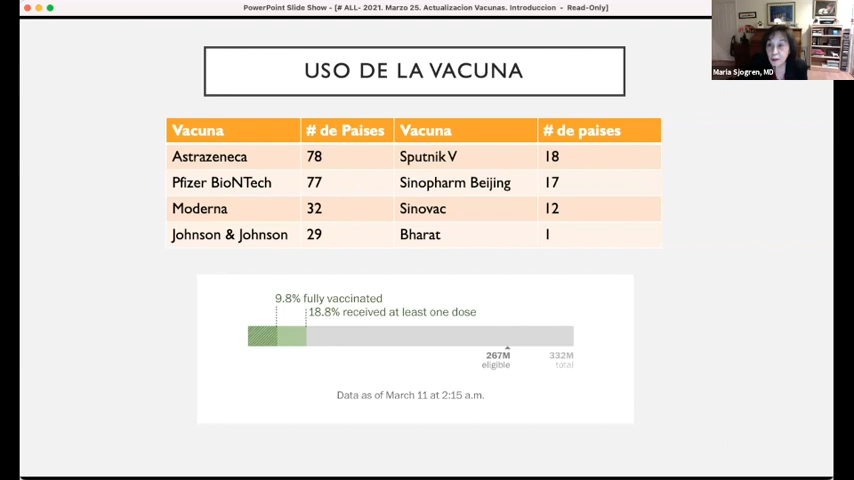 PowerPoint Slide Show - [# ALL- 2021. Marzo 25. Actualizacion Vacunas. Introduccion - Read-Only]
Maria Sjogren, MD
USO DE LA VACUNA
Vacuna # de Paises Vacuna # de paises
Astrazeneca 78 Sputnik V 18
Pfizer BioNTech 77 Sinopharm Beijing 17
Moderna 32 Sinovac 12
Johnson & Johnson 29 Bharat 1
9.8% fully vaccinated
18.8% received at least one dose
267M 332M
eligible total
Data as of March 11 at 2:15 a.m.